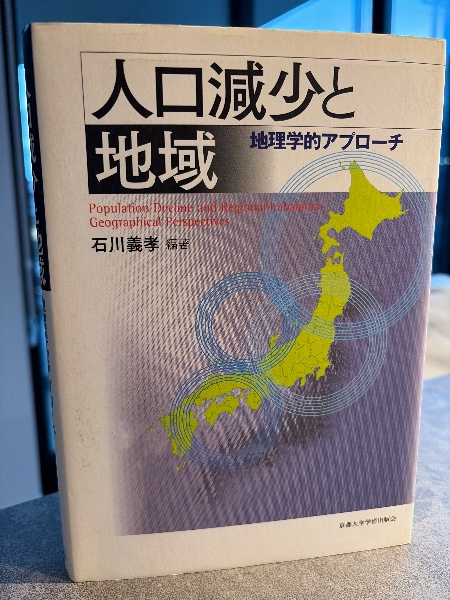 人口減少と
地域
地理学的アプローチ
Population Decline and Regional Imbalance
Geographical Perspectives
石川義孝 編著
京都大学学術出版会